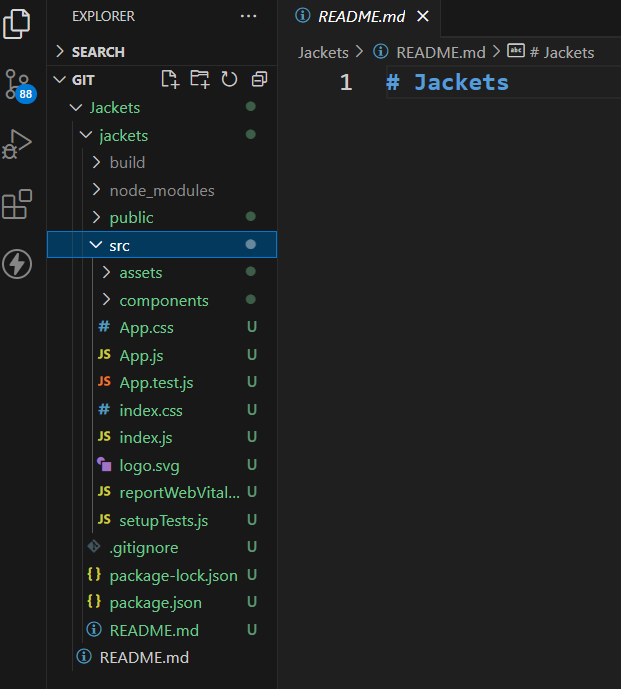 EXPLORER
SEARCH
GIT
88
Jackets
jackets
build
node_modules
public
src
assets
components
# App.css U
JS App.js U
JS App.test.js U
# index.css U
JS index.js U
logo.svg U
JS reportWebVital... U
JS setupTests.js U
.gitignore U
{} package-lock.json U
{} package.json U
README.md U
README.md
README.md
Jackets > README.md > abc # Jackets
1 # Jackets